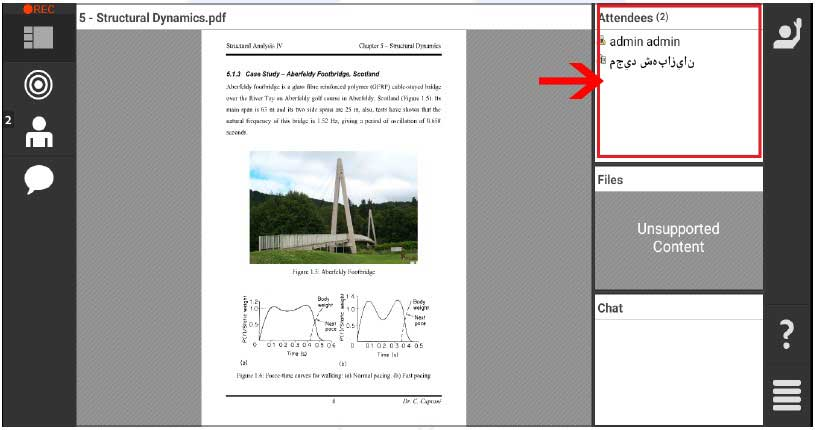 REC
5 - Structural Dynamics.pdf
Structural Analysis IV
Chapter 5 – Structural Dynamics
5.1.3 Case Study – Aberfeldy Footbridge, Scotland
Aberfeldy footbridge is a glass fibre reinforced polymer (GFRP) cable-stayed bridge
over the River Tay on Aberfeldy golf course in Aberfeldy, Scotland (Figure 1.5). Its
main span is 63 m and its two side spans are 25 m, also, tests have shown that the
natural frequency of this bridge is 1.52 Hz, giving a period of oscillation of 0.658
seconds.
Figure 1.5: Aberfeldy Footbridge
Body weight
Next pace
Time (s)
(a)
Body weight
Next pace
Time (s)
Figure 1.6: Force-time curves for walking: (a) Normal pacing. (b) Fast pacing
Dr. C. Caprani
Attendees (2)
admin admin
مجید شهبازیان
Files
Unsupported
Content
Chat
2
?